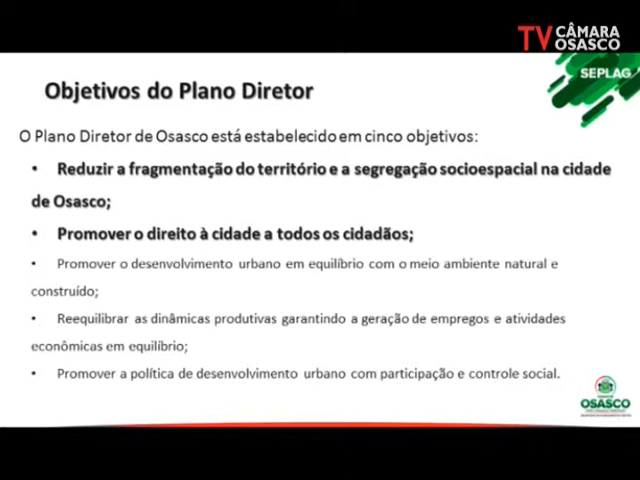 TV CÂMARA
OSASCO
SEPLAG
Objetivos do Plano Diretor
O Plano Diretor de Osasco está estabelecido em cinco objetivos:
• Reduzir a fragmentação do território e a segregação socioespacial na cidade
de Osasco;
• Promover o direito à cidade a todos os cidadãos;
• Promover o desenvolvimento urbano em equilíbrio com o meio ambiente natural e
construído;
• Reequilibrar as dinâmicas produtivas garantindo a geração de empregos e atividades
econômicas em equilíbrio;
• Promover a política de desenvolvimento urbano com participação e controle social.
OSASCO